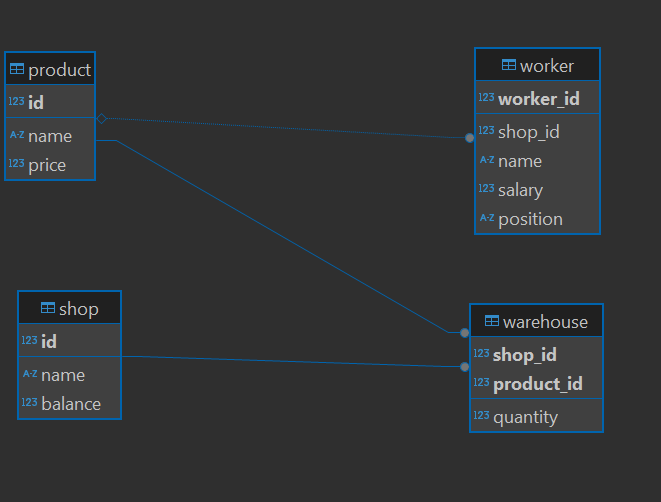 product
123 id
A-Z name
123 price
worker
123 worker_id
123 shop_id
A-Z name
123 salary
A-Z position
shop
123 id
A-Z name
123 balance
warehouse
123 shop_id
123 product_id
123 quantity